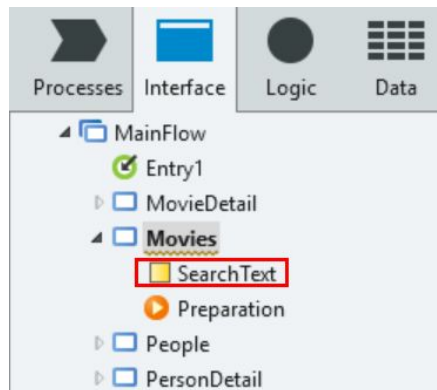 Processes Interface Logic Data
MainFlow
Entry1
MovieDetail
Movies
SearchText
Preparation
People
PersonDetail